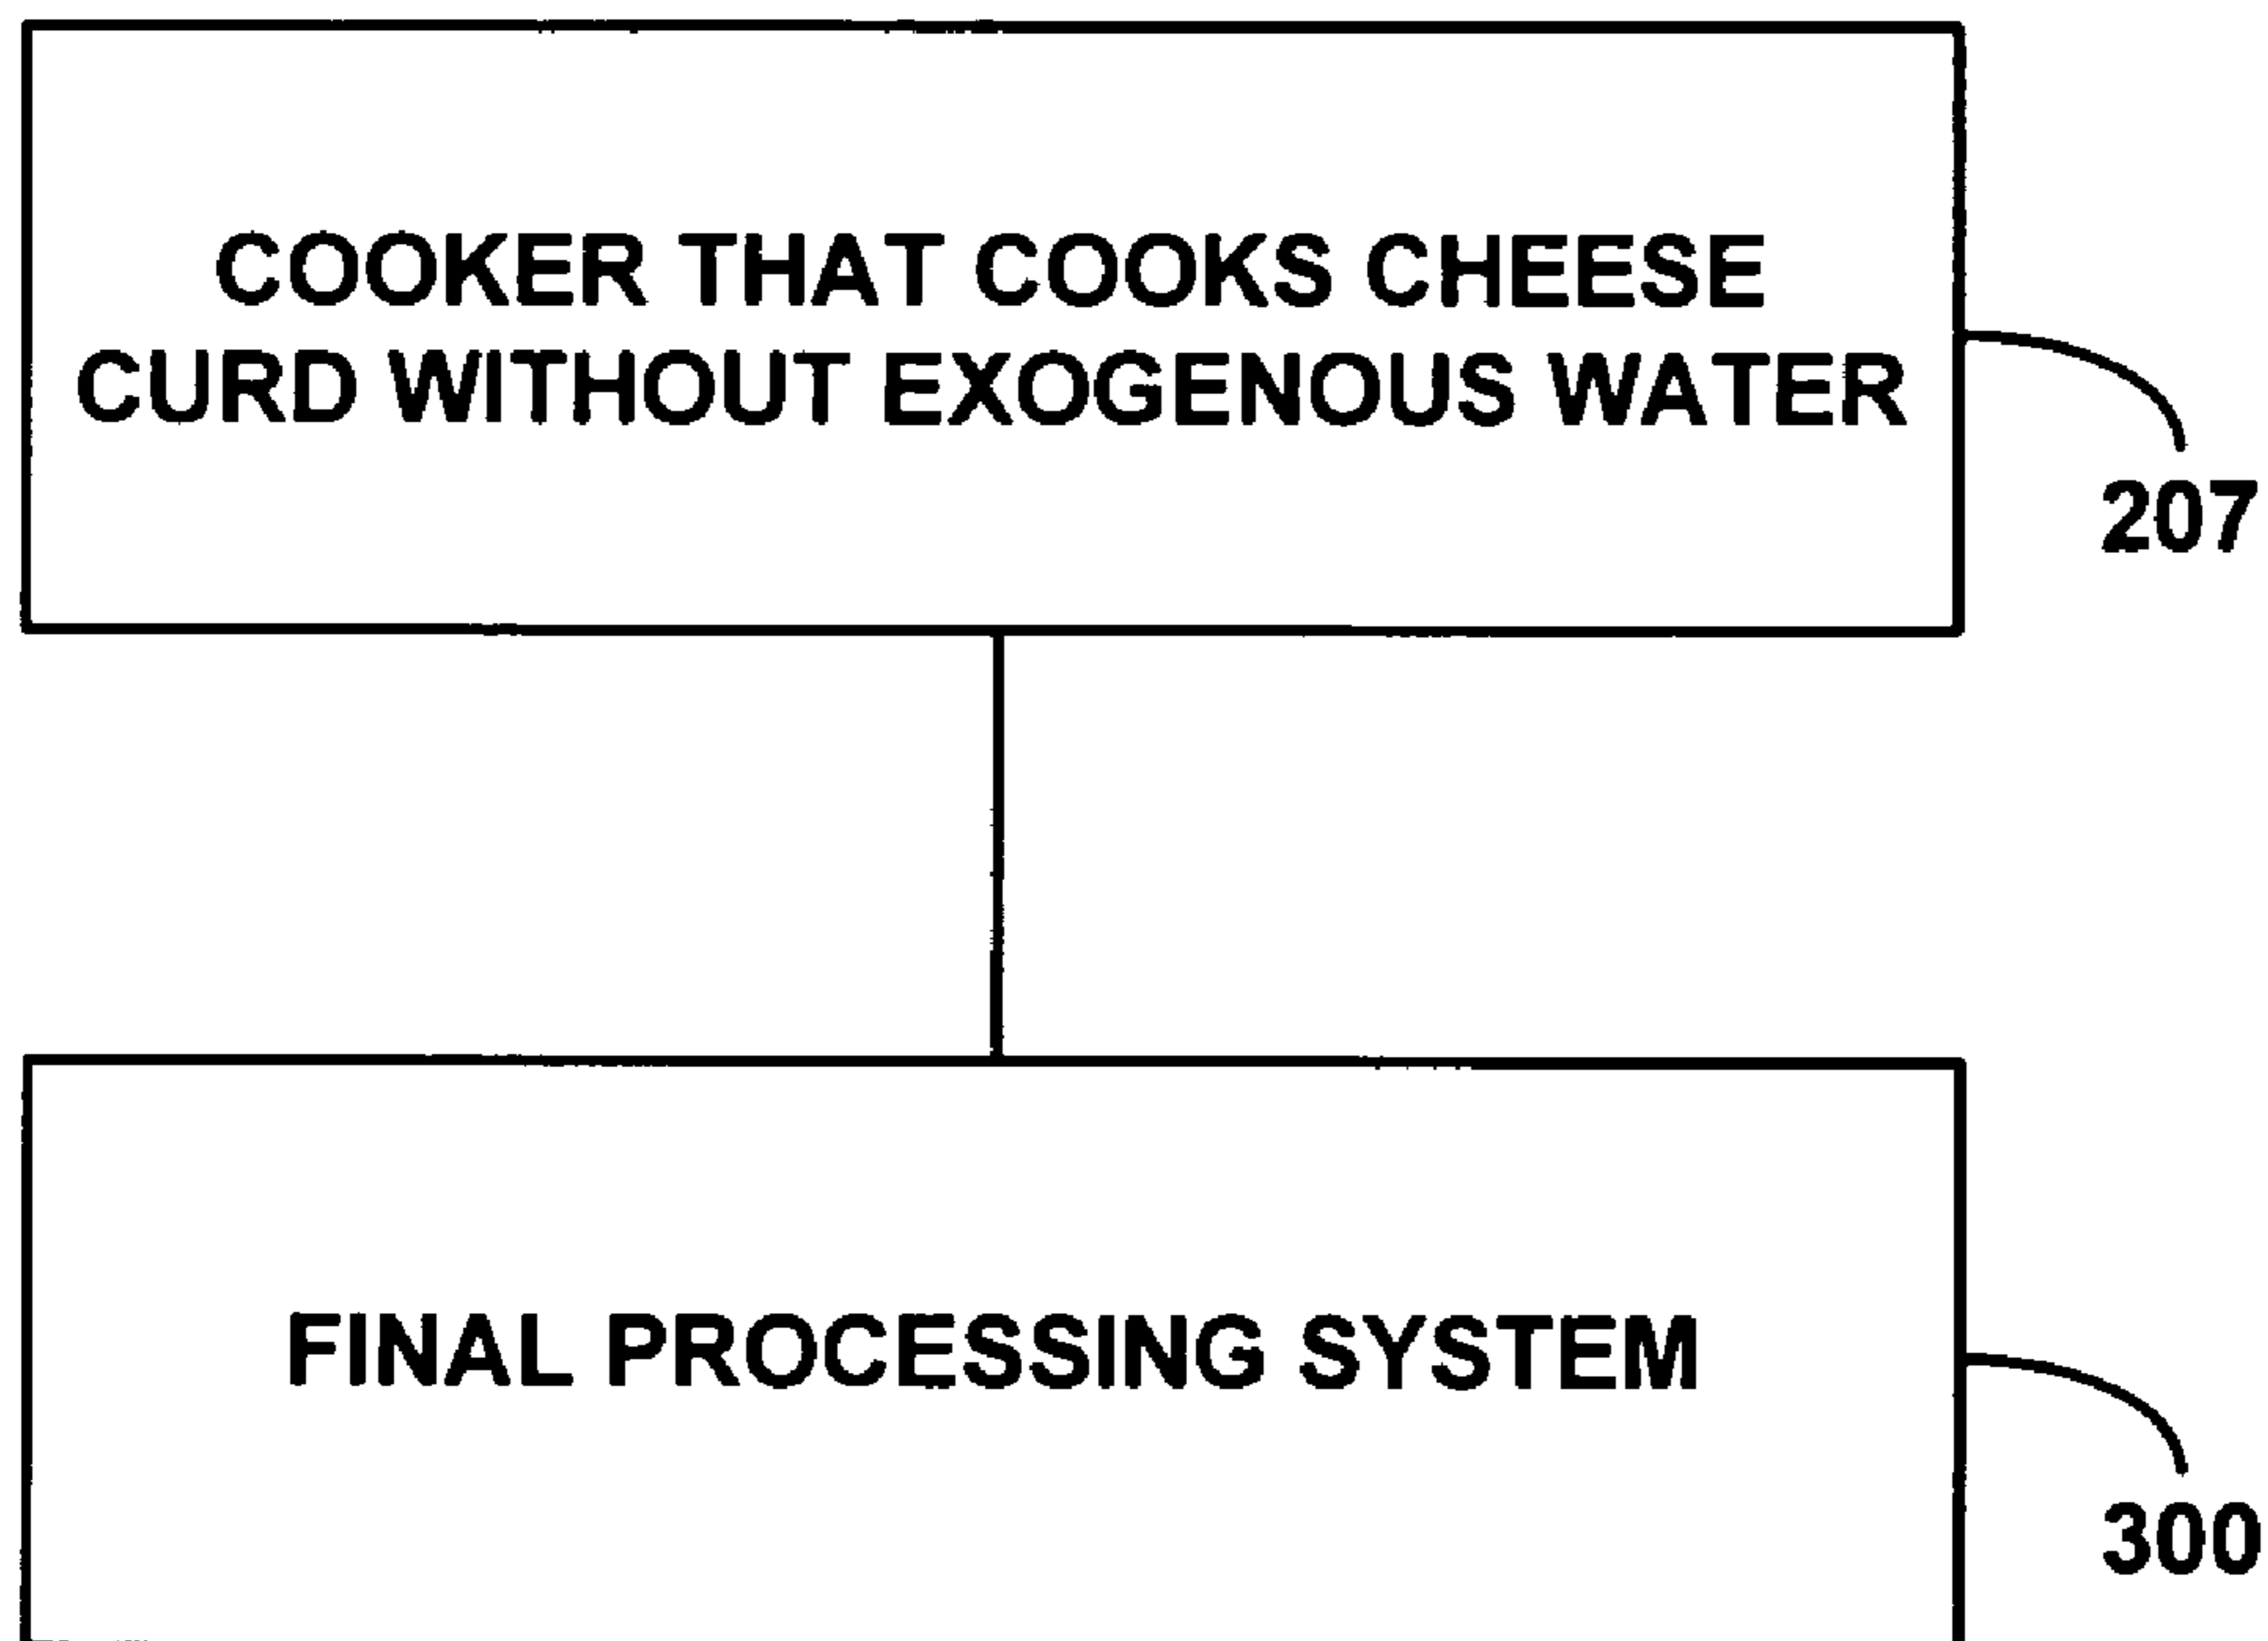 COOKER THAT COOKS CHEESE
CURD WITHOUT EXOGENOUS WATER
207
FINAL PROCESSING SYSTEM
300